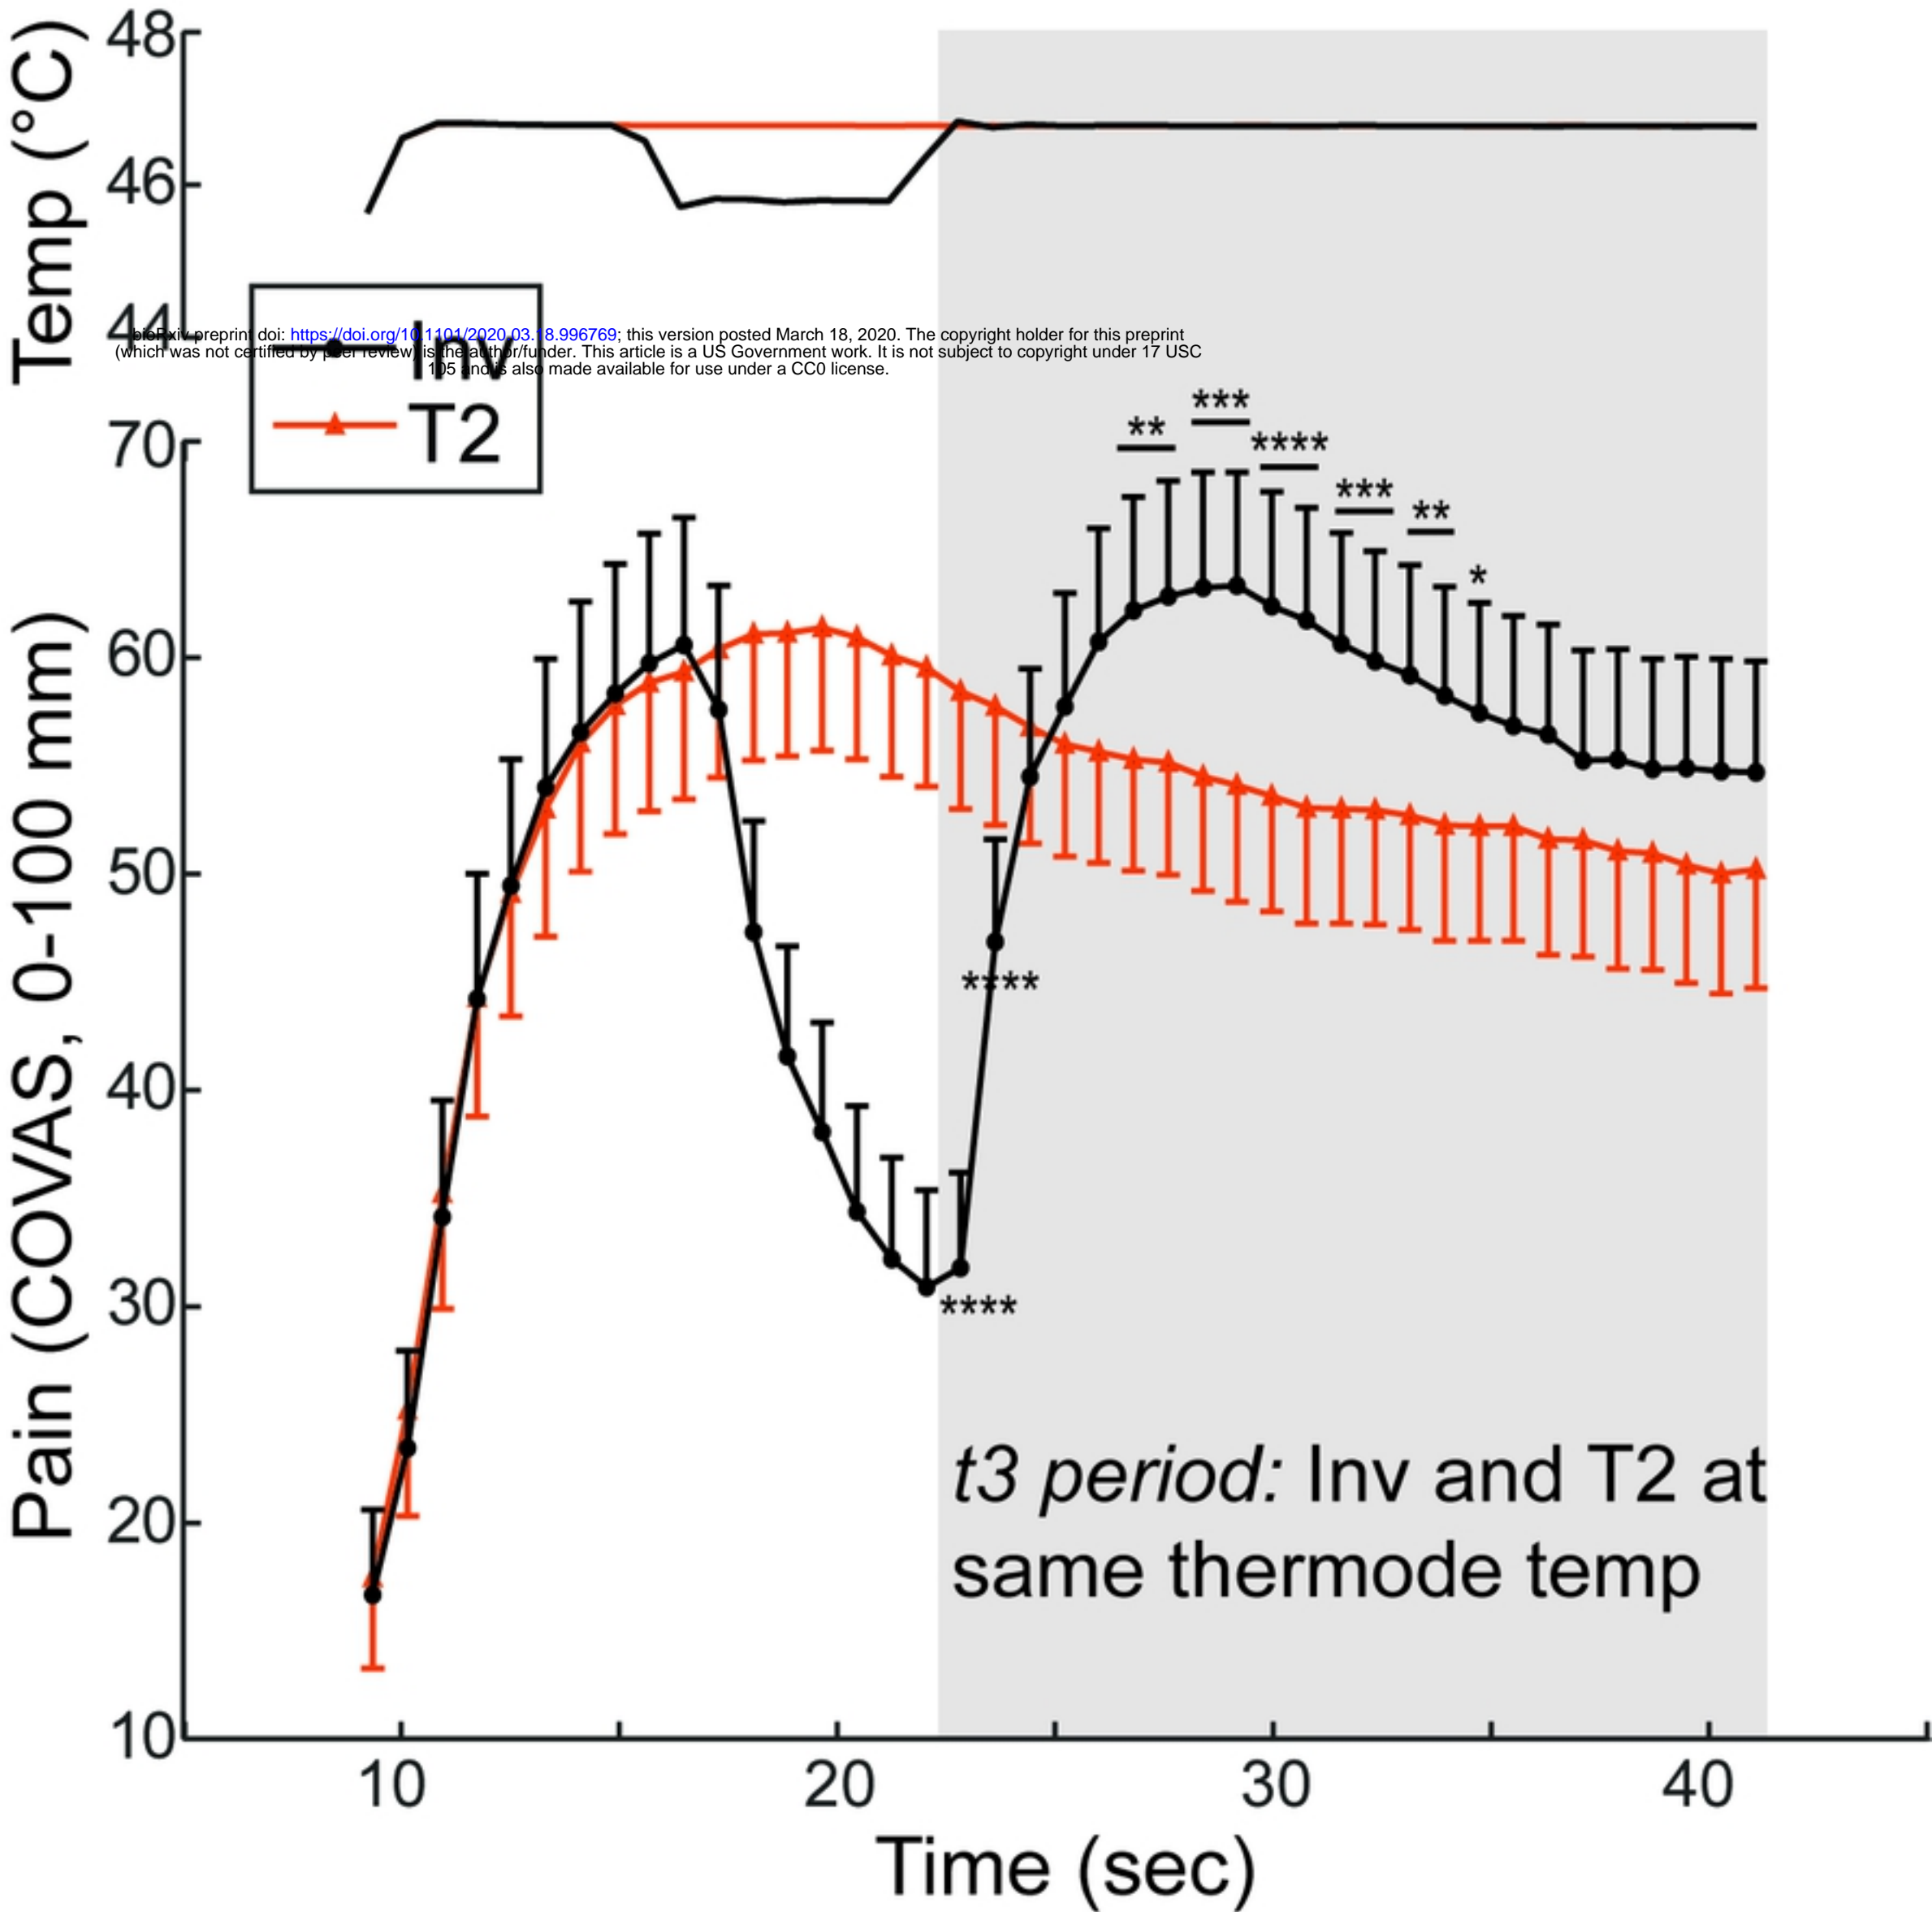 48
Temp (°C)
46
44
bioRxiv preprint doi: https://doi.org/10.1101/2020.03.18.996769; this version posted March 18, 2020. The copyright holder for this preprint
(which was not certified by peer review) is the author/funder. This article is a US Government work. It is not subject to copyright under 17 USC
105 and is also made available for use under a CC0 license.
Inv
T2
70
***
**
****
***
**
*
60
Pain (COVAS, 0-100 mm)
50
****
40
30
****
t3 period: Inv and T2 at
same thermode temp
20
10
10 20 30 40
Time (sec)